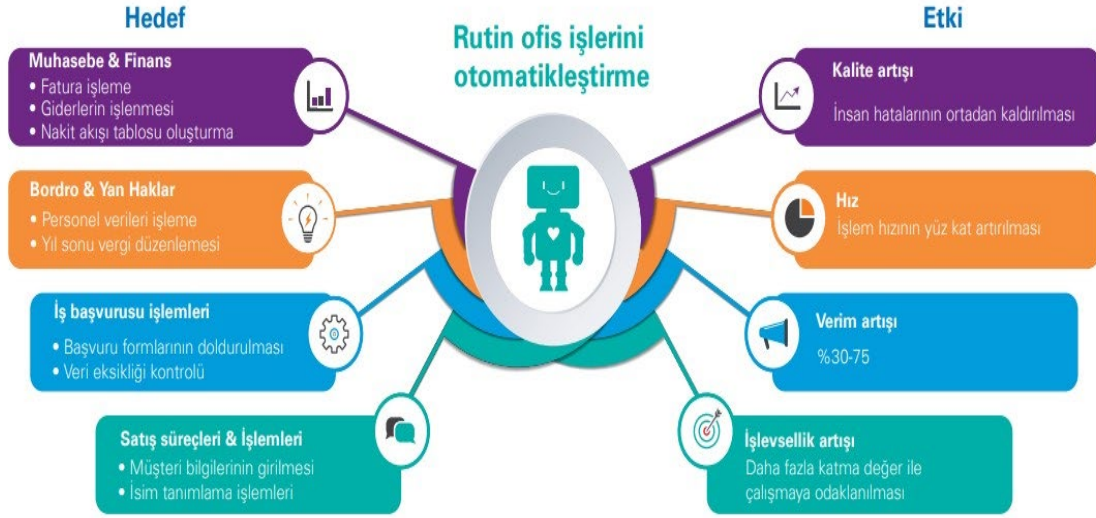 Hedef
Muhasebe & Finans
• Fatura işleme
• Giderlerin işlenmesi
• Nakit akışı tablosu oluşturma
Bordro & Yan Haklar
• Personel verileri işleme
• Yıl sonu vergi düzenlemesi
İş başvurusu işlemleri
• Başvuru formlarının doldurulması
• Veri eksikliği kontrolü
Satış süreçleri & İşlemleri
• Müşteri bilgilerinin girilmesi
• İsim tanımlama işlemleri
Rutin ofis işlerini
otomatikleştirme
Etki
Kalite artışı
İnsan hatalarının ortadan kaldırılması
Hız
İşlem hızının yüz kat artırılması
Verim artışı
%30-75
İşlevsellik artışı
Daha fazla katma değer ile
çalışmaya odaklanılması